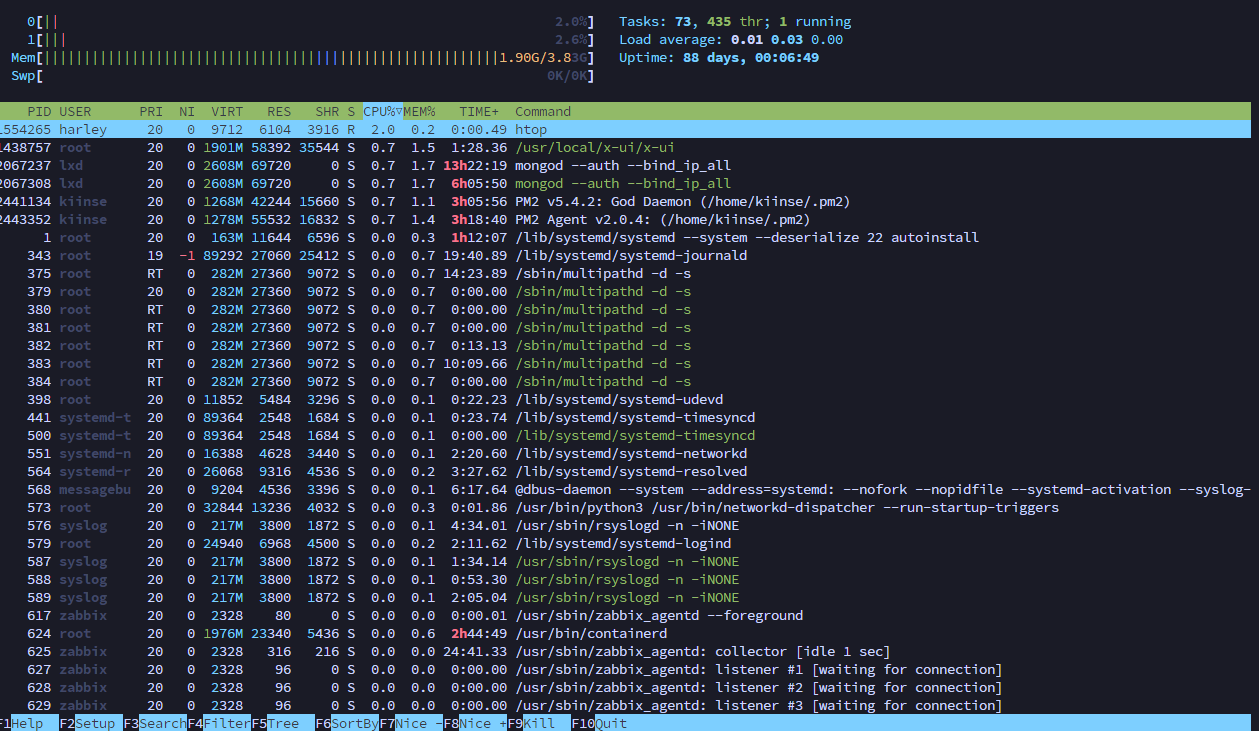 0[|| 2.0%] Tasks: 73, 435 thr; 1 running
1[||| 2.6%] Load average: 0.01 0.03 0.00
Mem[||||||||||||||||||||||||||||||||||||||||||||||||||||||||||1.90G/3.83G] Uptime: 88 days, 00:06:49
Swp[ 0K/0K]
PID USER PRI NI VIRT RES SHR S CPU%▽MEM% TIME+ Command
1554265 harley 20 0 9712 6104 3916 R 2.0 0.2 0:00.49 htop
1438757 root 20 0 1901M 58392 35544 S 0.7 1.5 1:28.36 /usr/local/x-ui/x-ui
2067237 lxd 20 0 2608M 69720 0 S 0.7 1.7 13h22:19 mongod --auth --bind_ip_all
2067308 lxd 20 0 2608M 69720 0 S 0.7 1.7 6h05:50 mongod --auth --bind_ip_all
2441134 kiinse 20 0 1268M 42244 15660 S 0.7 1.1 3h05:56 PM2 v5.4.2: God Daemon (/home/kiinse/.pm2)
2443352 kiinse 20 0 1278M 55532 16832 S 0.7 1.4 3h18:40 PM2 Agent v2.0.4: (/home/kiinse/.pm2)
1 root 20 0 163M 11644 6596 S 0.0 0.3 1h12:07 /lib/systemd/systemd --system --deserialize 22 autoinstall
343 root 19 -1 89292 27060 25412 S 0.0 0.7 19:40.89 /lib/systemd/systemd-journald
375 root RT 0 282M 27360 9072 S 0.0 0.7 14:23.89 /sbin/multipathd -d -s
379 root 20 0 282M 27360 9072 S 0.0 0.7 0:00.00 /sbin/multipathd -d -s
380 root RT 0 282M 27360 9072 S 0.0 0.7 0:00.00 /sbin/multipathd -d -s
381 root RT 0 282M 27360 9072 S 0.0 0.7 0:00.00 /sbin/multipathd -d -s
382 root RT 0 282M 27360 9072 S 0.0 0.7 0:13.13 /sbin/multipathd -d -s
383 root RT 0 282M 27360 9072 S 0.0 0.7 10:09.66 /sbin/multipathd -d -s
384 root RT 0 282M 27360 9072 S 0.0 0.7 0:00.00 /sbin/multipathd -d -s
398 root 20 0 11852 5484 3296 S 0.0 0.1 0:22.23 /lib/systemd/systemd-udevd
441 systemd-t 20 0 89364 2548 1684 S 0.0 0.1 0:23.74 /lib/systemd/systemd-timesyncd
500 systemd-t 20 0 89364 2548 1684 S 0.0 0.1 0:00.00 /lib/systemd/systemd-timesyncd
551 systemd-n 20 0 16388 4628 3440 S 0.0 0.1 2:20.60 /lib/systemd/systemd-networkd
564 systemd-r 20 0 26068 9316 4536 S 0.0 0.2 3:27.62 /lib/systemd/systemd-resolved
568 messagebu 20 0 9204 4536 3396 S 0.0 0.1 6:17.64 @dbus-daemon --system --address=systemd: --nofork --nopidfile --systemd-activation --syslog-
573 root 20 0 32844 13236 4032 S 0.0 0.3 0:01.86 /usr/bin/python3 /usr/bin/networkd-dispatcher --run-startup-triggers
576 syslog 20 0 217M 3800 1872 S 0.0 0.1 4:34.01 /usr/sbin/rsyslogd -n -iNONE
579 root 20 0 24940 6968 4500 S 0.0 0.2 2:11.62 /lib/systemd/systemd-logind
587 syslog 20 0 217M 3800 1872 S 0.0 0.1 1:34.14 /usr/sbin/rsyslogd -n -iNONE
588 syslog 20 0 217M 3800 1872 S 0.0 0.1 0:53.30 /usr/sbin/rsyslogd -n -iNONE
589 syslog 20 0 217M 3800 1872 S 0.0 0.1 2:05.04 /usr/sbin/rsyslogd -n -iNONE
617 zabbix 20 0 2328 80 0 S 0.0 0.0 0:00.01 /usr/sbin/zabbix_agentd --foreground
624 root 20 0 1976M 23340 5436 S 0.0 0.6 2h44:49 /usr/bin/containerd
625 zabbix 20 0 2328 316 216 S 0.0 0.0 24:41.33 /usr/sbin/zabbix_agentd: collector [idle 1 sec]
627 zabbix 20 0 2328 96 0 S 0.0 0.0 0:00.00 /usr/sbin/zabbix_agentd: listener #1 [waiting for connection]
628 zabbix 20 0 2328 96 0 S 0.0 0.0 0:00.00 /usr/sbin/zabbix_agentd: listener #2 [waiting for connection]
629 zabbix 20 0 2328 96 0 S 0.0 0.0 0:00.00 /usr/sbin/zabbix_agentd: listener #3 [waiting for connection]
F1Help F2Setup F3SearchF4FilterF5Tree F6SortByF7Nice -F8Nice +F9Kill F10Quit